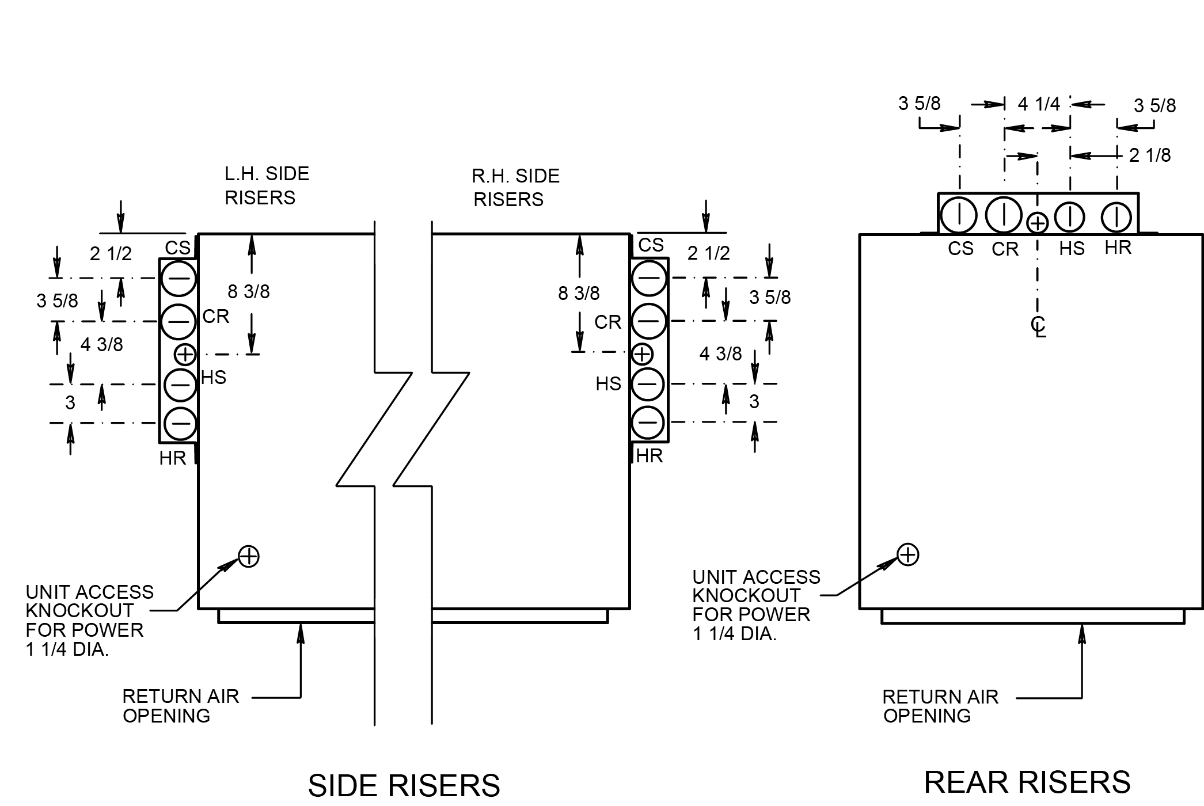 L.H. SIDE
RISERS
R.H. SIDE
RISERS
CS
2 1/2
3 5/8
8 3/8
CR
4 3/8
HS
3
HR
CS
2 1/2
8 3/8
3 5/8
CR
4 3/8
HS
3
HR
UNIT ACCESS
KNOCKOUT
FOR POWER
1 1/4 DIA.
RETURN AIR
OPENING
SIDE RISERS
3 5/8
4 1/4
3 5/8
2 1/8
CS
CR
HS
HR
CL
UNIT ACCESS
KNOCKOUT
FOR POWER
1 1/4 DIA.
RETURN AIR
OPENING
REAR RISERS